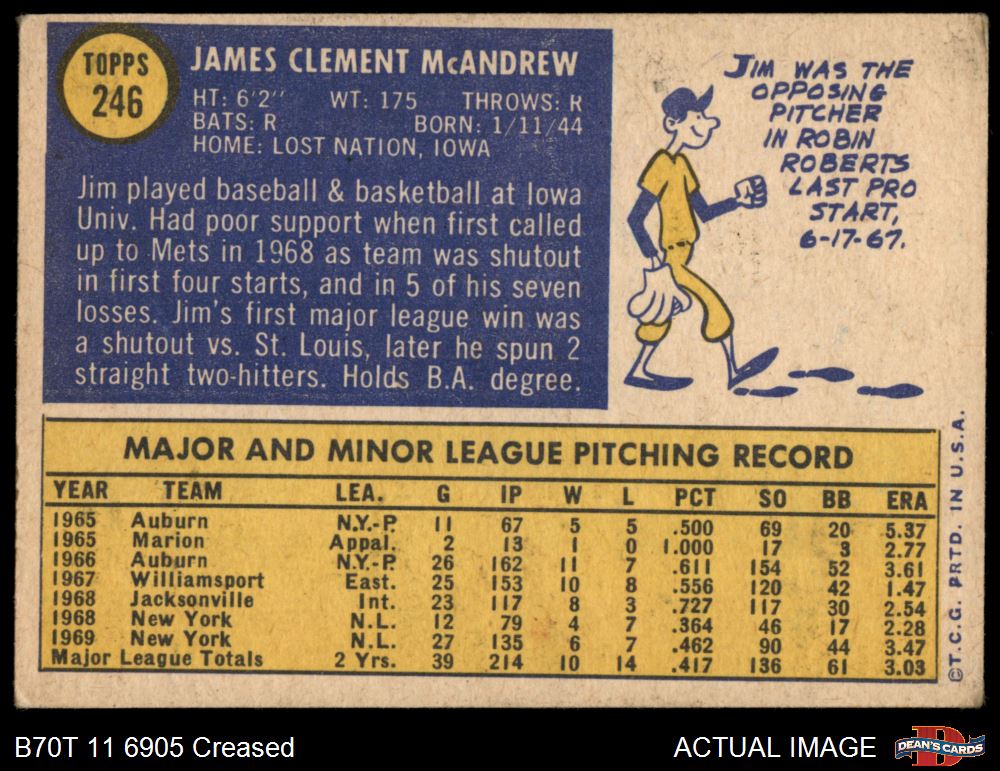 TOPPS
246
JAMES CLEMENT McANDREW
HT: 6'2" WT: 175 THROWS: R
BATS: R BORN: 1/11/44
HOME: LOST NATION, IOWA
Jim played baseball & basketball at Iowa
Univ. Had poor support when first called
up to Mets in 1968 as team was shutout
in first four starts, and in 5 of his seven
losses. Jim's first major league win was
a shutout vs. St. Louis, later he spun 2
straight two-hitters. Holds B.A. degree.
JIM WAS THE
OPPOSING
PITCHER
IN ROBIN
ROBERTS
LAST PRO
START,
6-17-67.
MAJOR AND MINOR LEAGUE PITCHING RECORD
YEAR TEAM LEA. G IP W L PCT SO BB ERA
1965 Auburn N.Y.-P. 11 67 5 5 .500 69 20 5.37
1965 Marion Appal. 2 13 1 0 1.000 17 3 2.77
1966 Auburn N.Y.-P. 26 162 11 7 .611 154 52 3.61
1967 Williamsport East. 25 153 10 8 .556 120 42 1.47
1968 Jacksonville Int. 23 117 8 3 .727 117 30 2.54
1968 New York N.L. 12 79 4 7 .364 46 17 2.28
1969 New York N.L. 27 135 6 7 .462 90 44 3.47
Major League Totals 2 Yrs. 39 214 10 14 .417 136 61 3.03
©T.C.G. PRTD. IN U.S.A.
B70T 11 6905 Creased
ACTUAL IMAGE
DEAN'S CARDS